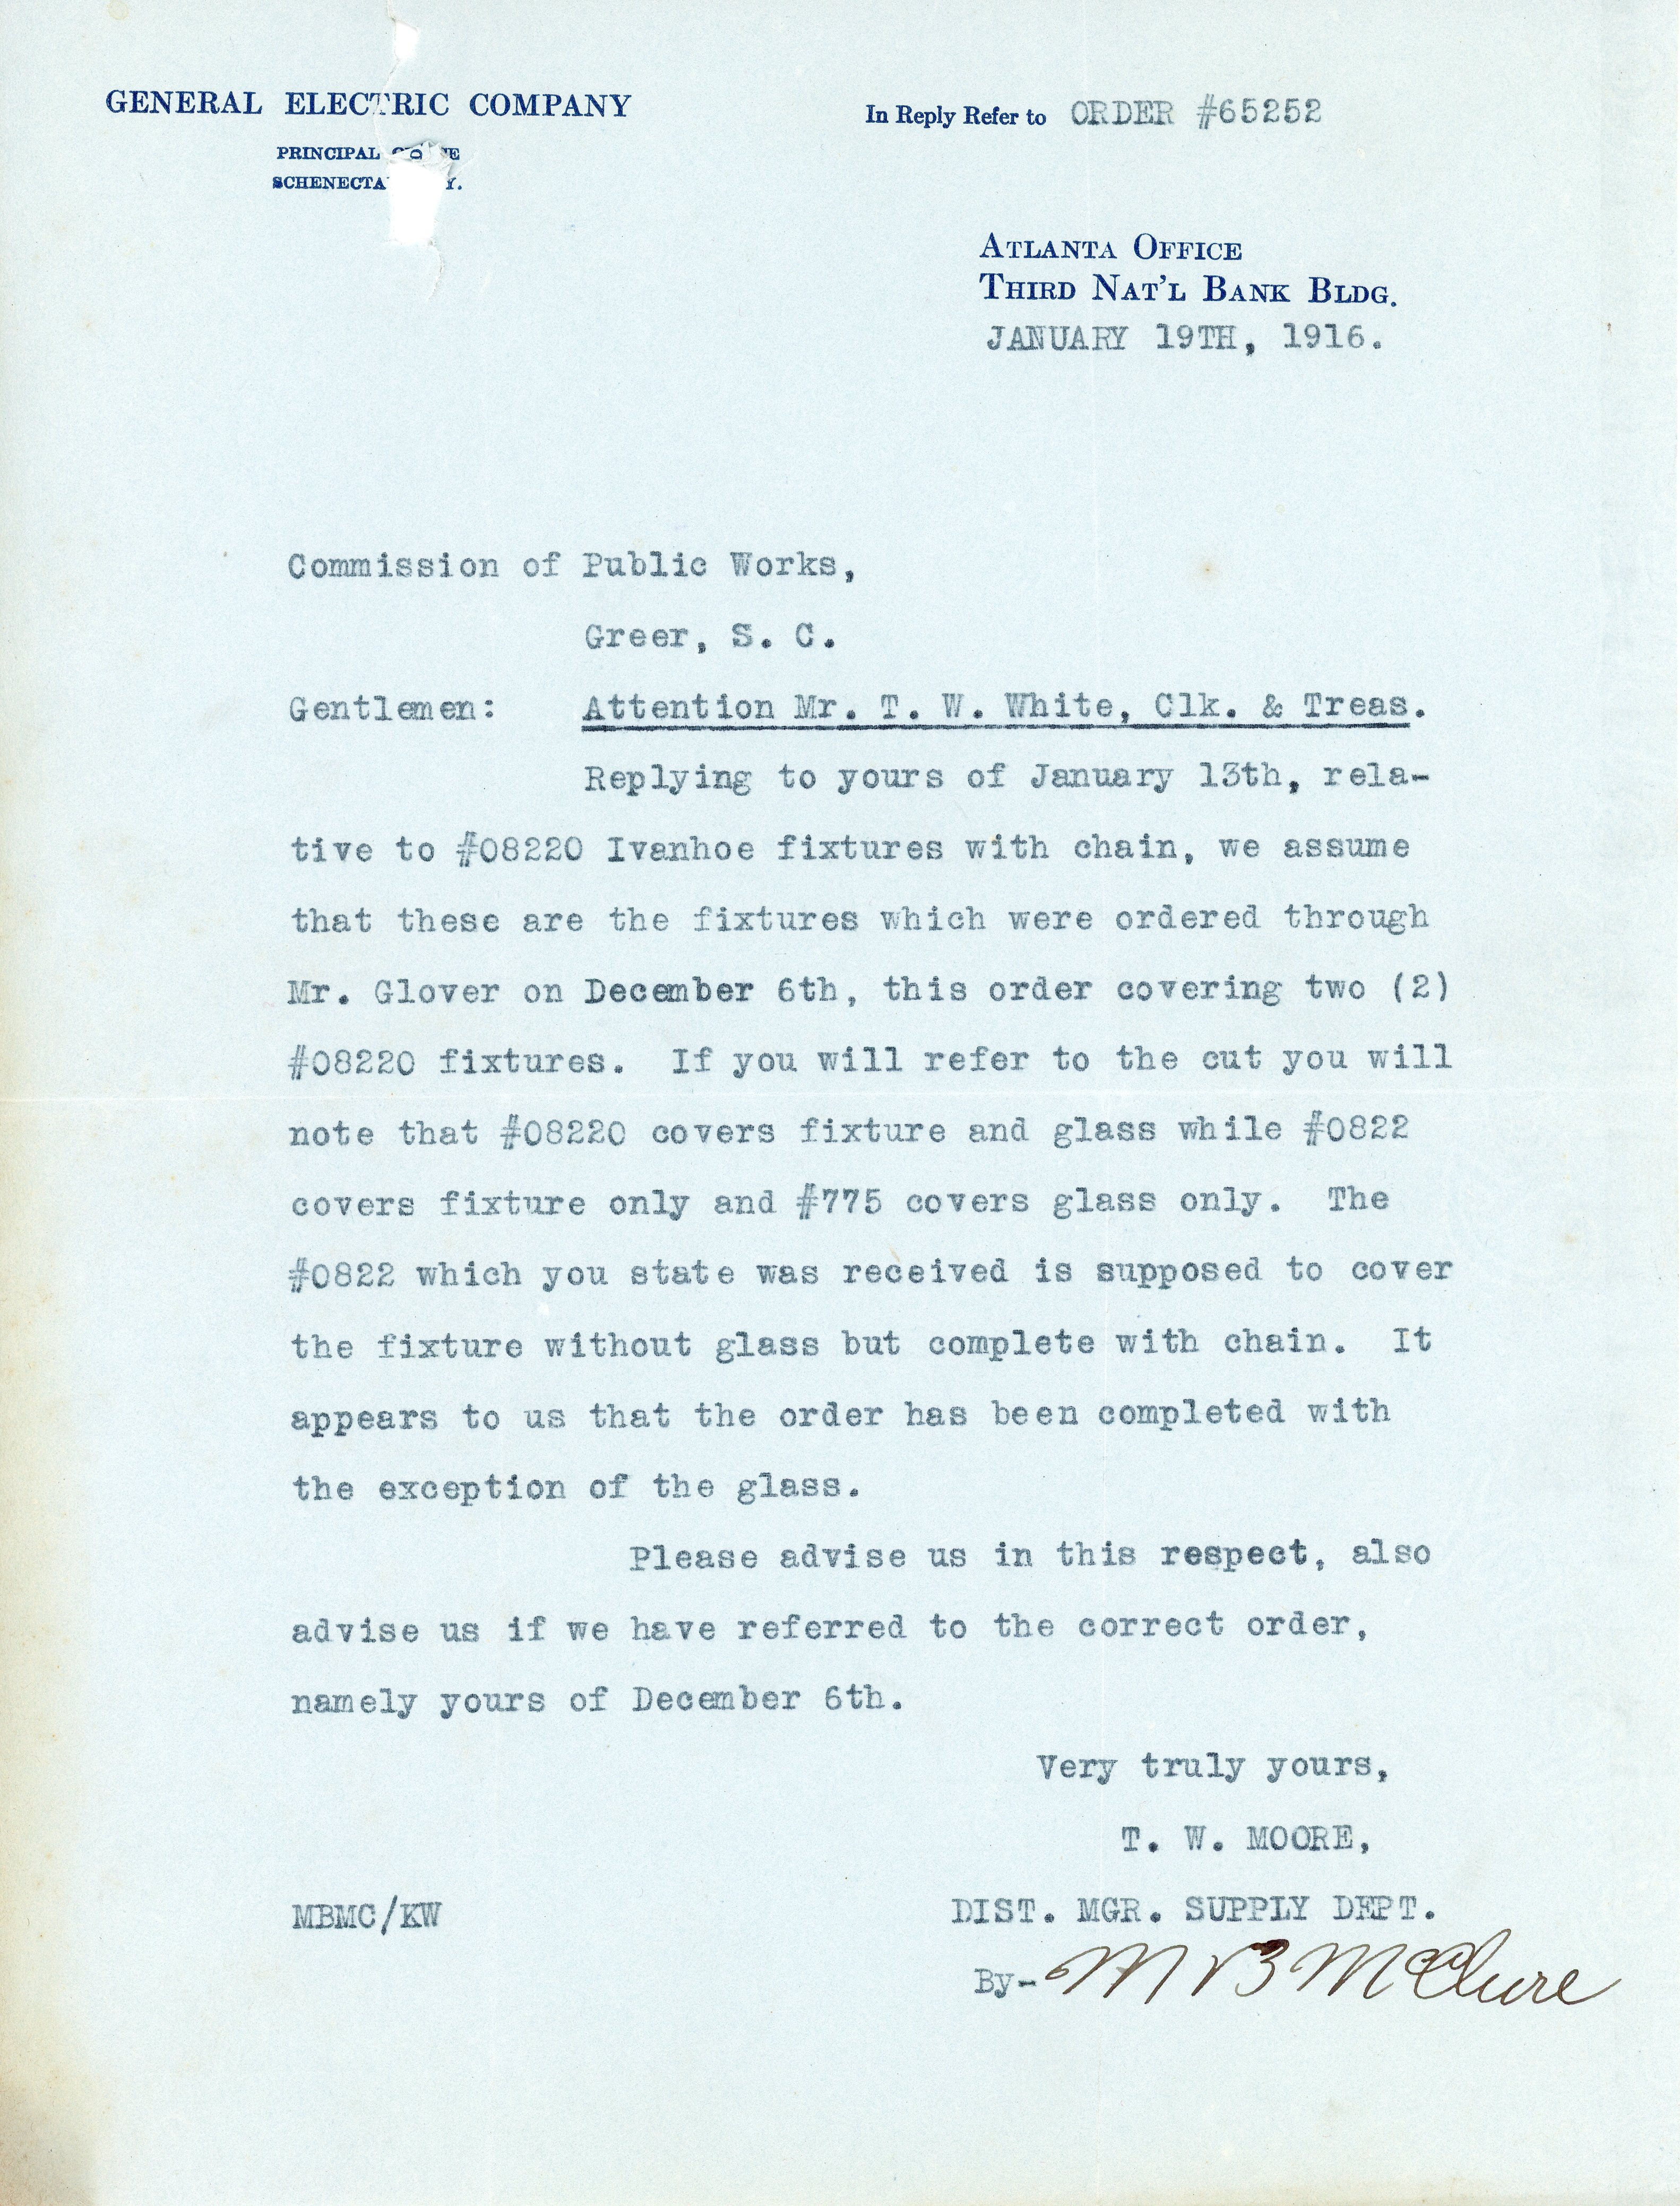 GENERAL ELECTRIC COMPANY
PRINCIPAL
In Reply Refer to ORDER #65252
ATLANTA OFFICE
THIRD NAT'L BANK BLDG.
JANUARY 19TH, 1916.
Commission of Public Works,
Greer, S. C.
Gentlemen: Attention Mr. T. W. White, Clk. & Treas.
Replying to yours of January 13th, rela-
tive to #08220 Ivanhoe fixtures with chain, we assume
that these are the fixtures which were ordered through
Mr. Glover on December 6th, this order covering two (2)
#08220 fixtures. If you will refer to the cut you will
note that #08220 covers fixture and glass while #0822
covers fixture only and #775 covers glass only. The
#0822 which you state was received is supposed to cover
the fixture without glass but complete with chain. It
appears to us that the order has been completed with
the exception of the glass.
Please advise us in this respect, also
advise us if we have referred to the correct order,
namely yours of December 6th.
Very truly yours,
T. W. MOORE,
MBMC/KW DIST. MGR. SUPPLY DEPT.
By- M B McClure